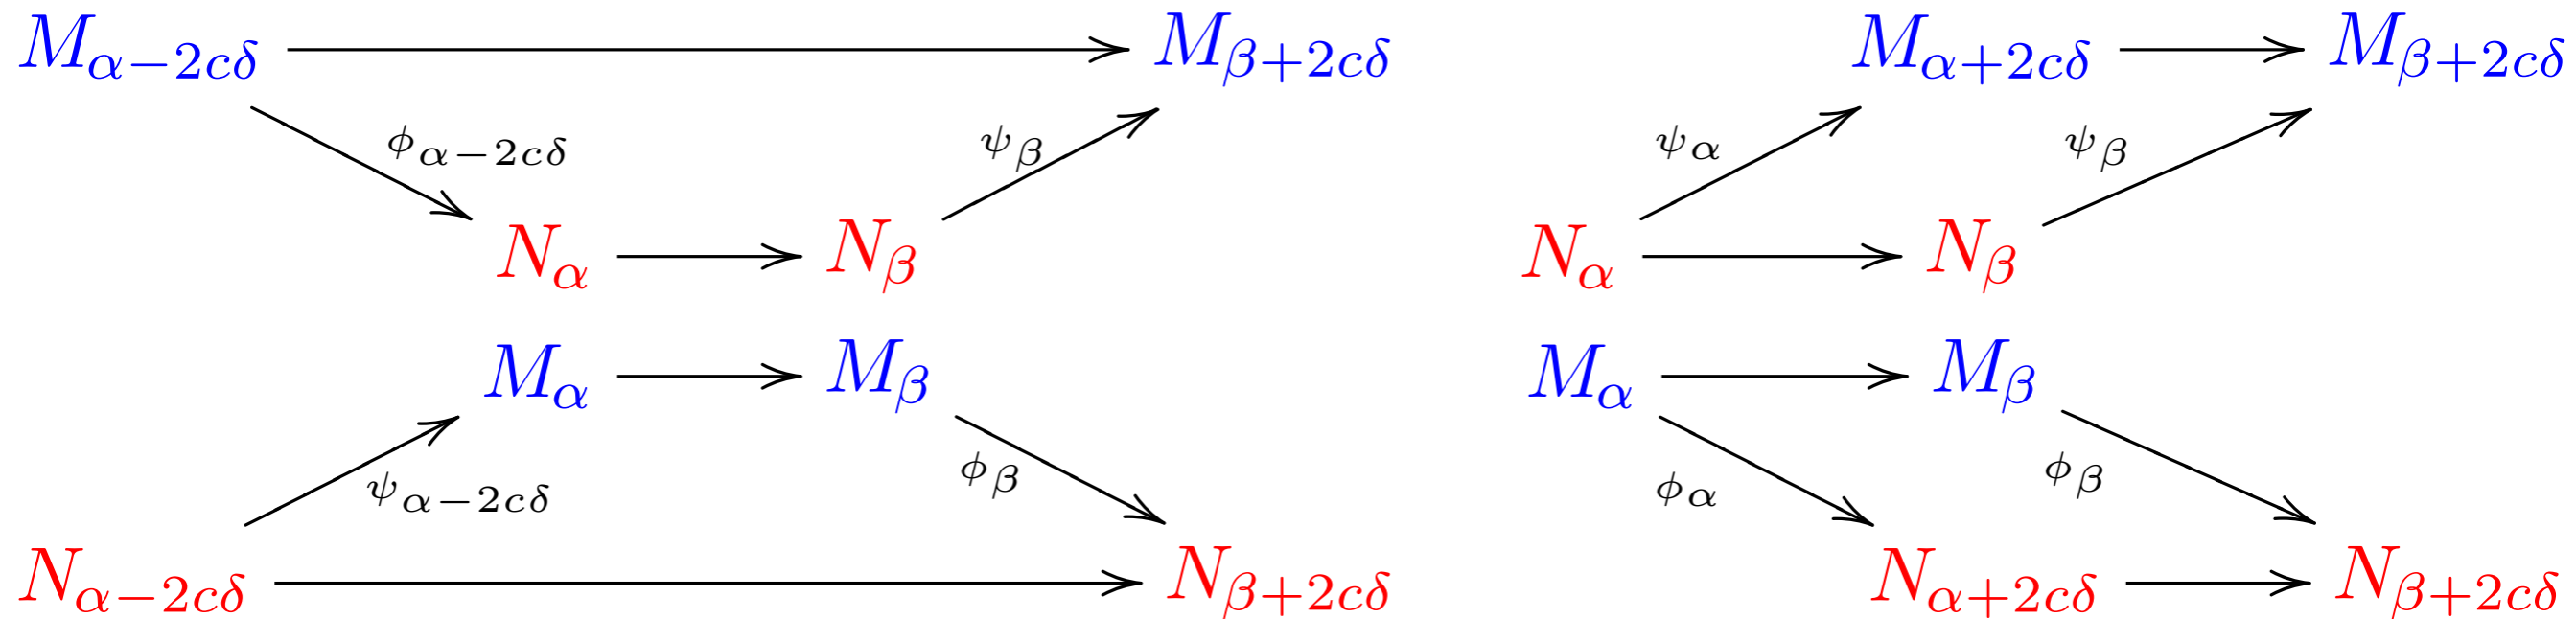 M_{α−2cδ} M_{β+2cδ} M_{α+2cδ} M_{β+2cδ}
ϕ_{α−2cδ} ψ_β ψ_α ψ_β
N_α N_β N_α N_β
M_α M_β M_α M_β
ψ_{α−2cδ} ϕ_β ϕ_α ϕ_β
N_{α−2cδ} N_{β+2cδ} N_{α+2cδ} N_{β+2cδ}